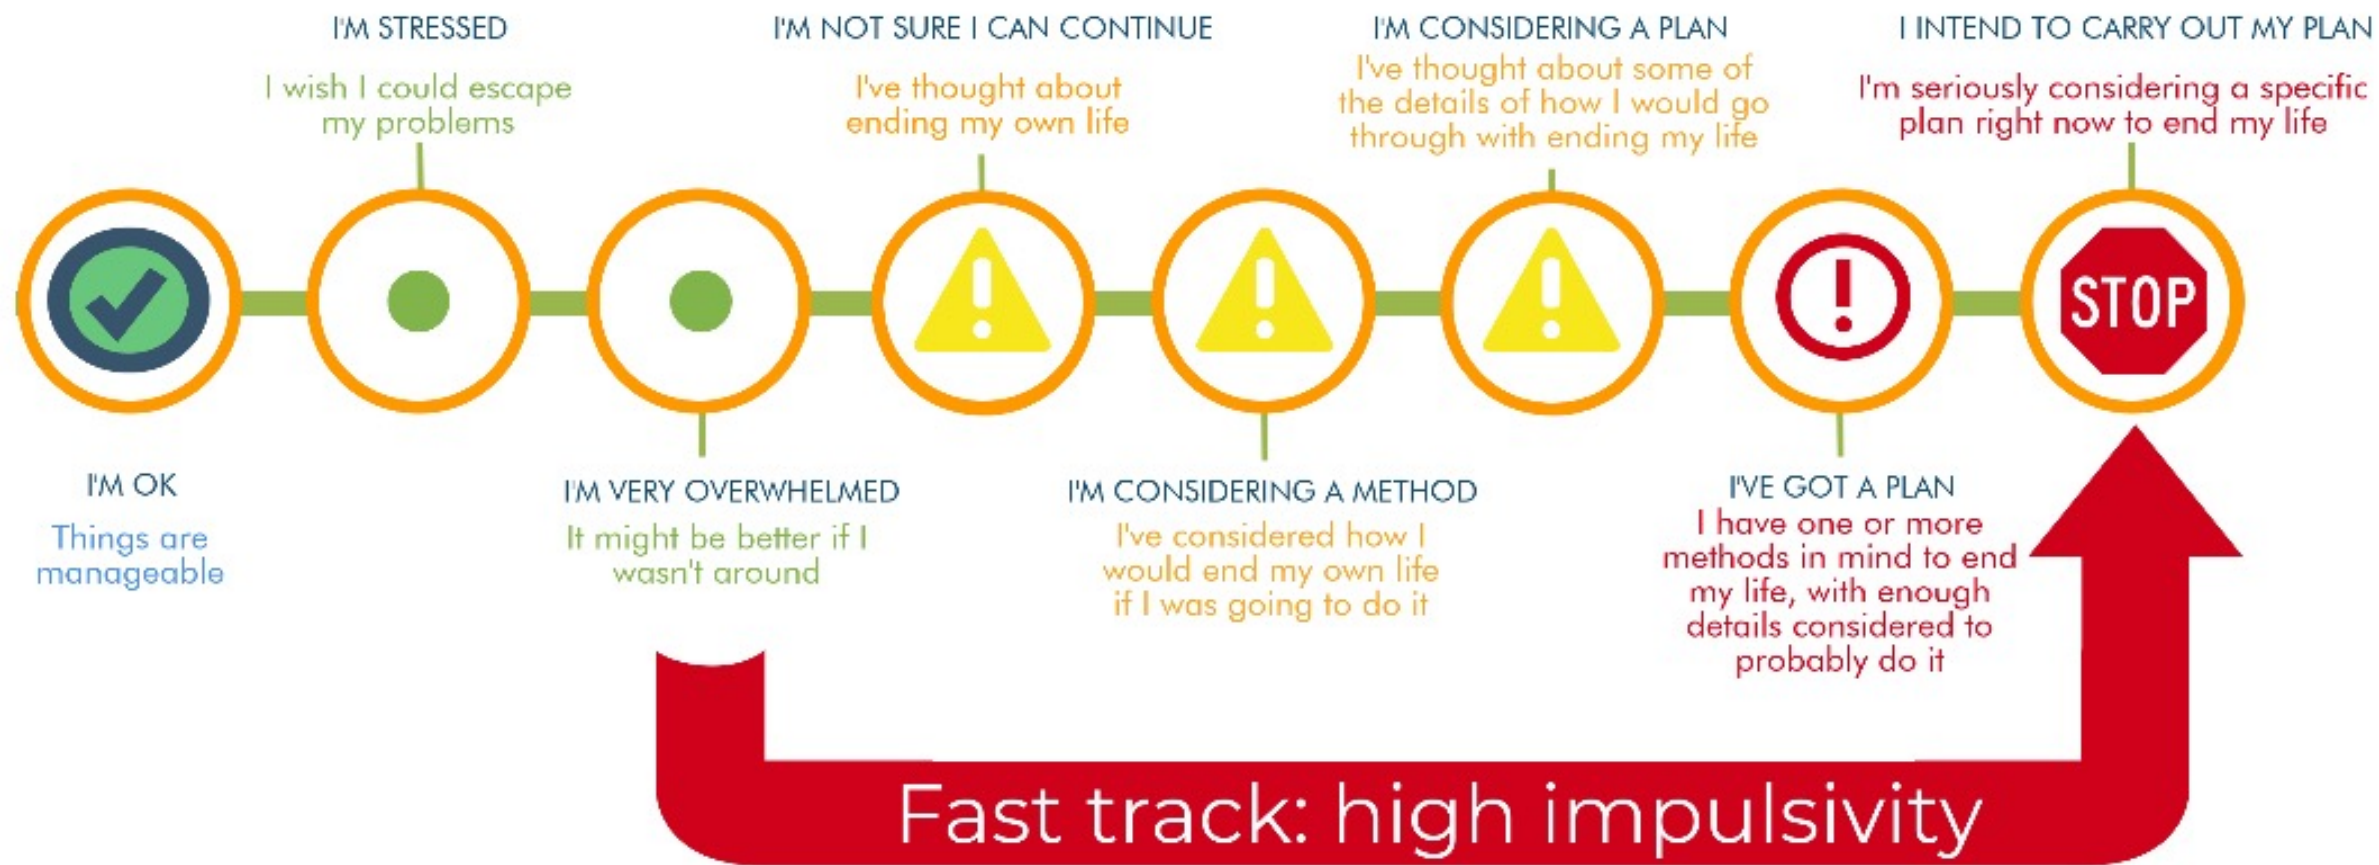 I'M STRESSED
I wish I could escape
my problems
I'M NOT SURE I CAN CONTINUE
I've thought about
ending my own life
I'M CONSIDERING A PLAN
I've thought about some of
the details of how I would go
through with ending my life
I INTEND TO CARRY OUT MY PLAN
I'm seriously considering a specific
plan right now to end my life
STOP
I'M OK
Things are
manageable
I'M VERY OVERWHELMED
It might be better if I
wasn't around
I'M CONSIDERING A METHOD
I've considered how I
would end my own life
if I was going to do it
I'VE GOT A PLAN
I have one or more
methods in mind to end
my life, with enough
details considered to
probably do it
Fast track: high impulsivity